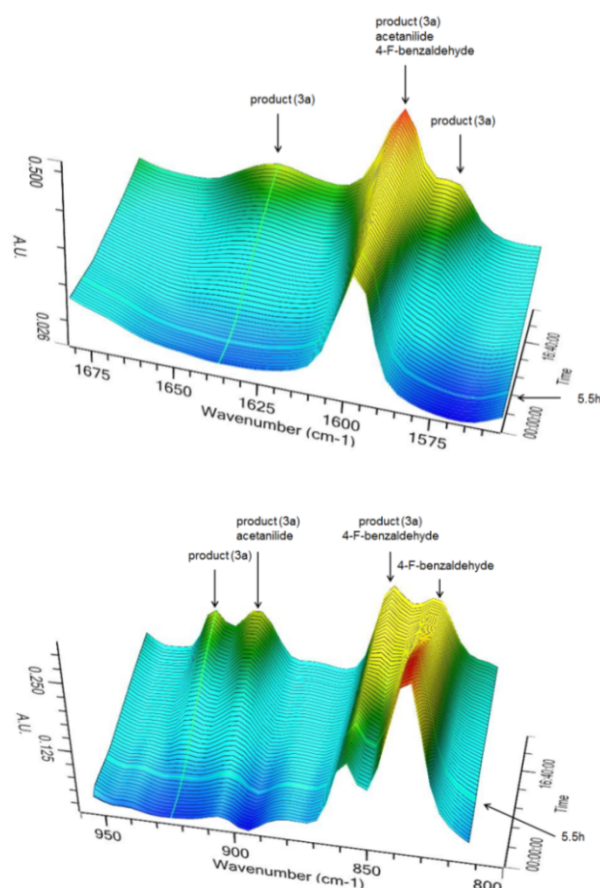 product (3a)
acetanilide
4-F-benzaldehyde
product (3a)
product (3a)
0.500
A.U.
0.026
1675
1650
1625
1600
1575
Wavenumber (cm-1)
16:40:00
Time
00:00:00
5.5h
product (3a)
acetanilide
product (3a)
4-F-benzaldehyde
product (3a)
4-F-benzaldehyde
0.250
A.U.
0.125
950
900
850
800
Wavenumber (cm-1)
16:40:00
Time
00:00:00
5.5h